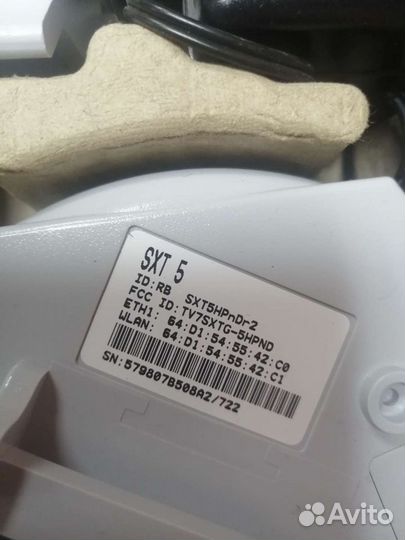 SXT 5
ID:RB SXT5HPnDr2
FCC ID:TV7SXTG-5HPND
ETH1: 64:D1:54:55:42:C0
WLAN: 64:D1:54:55:42:C1
SN:579807B508A2/722
Avito